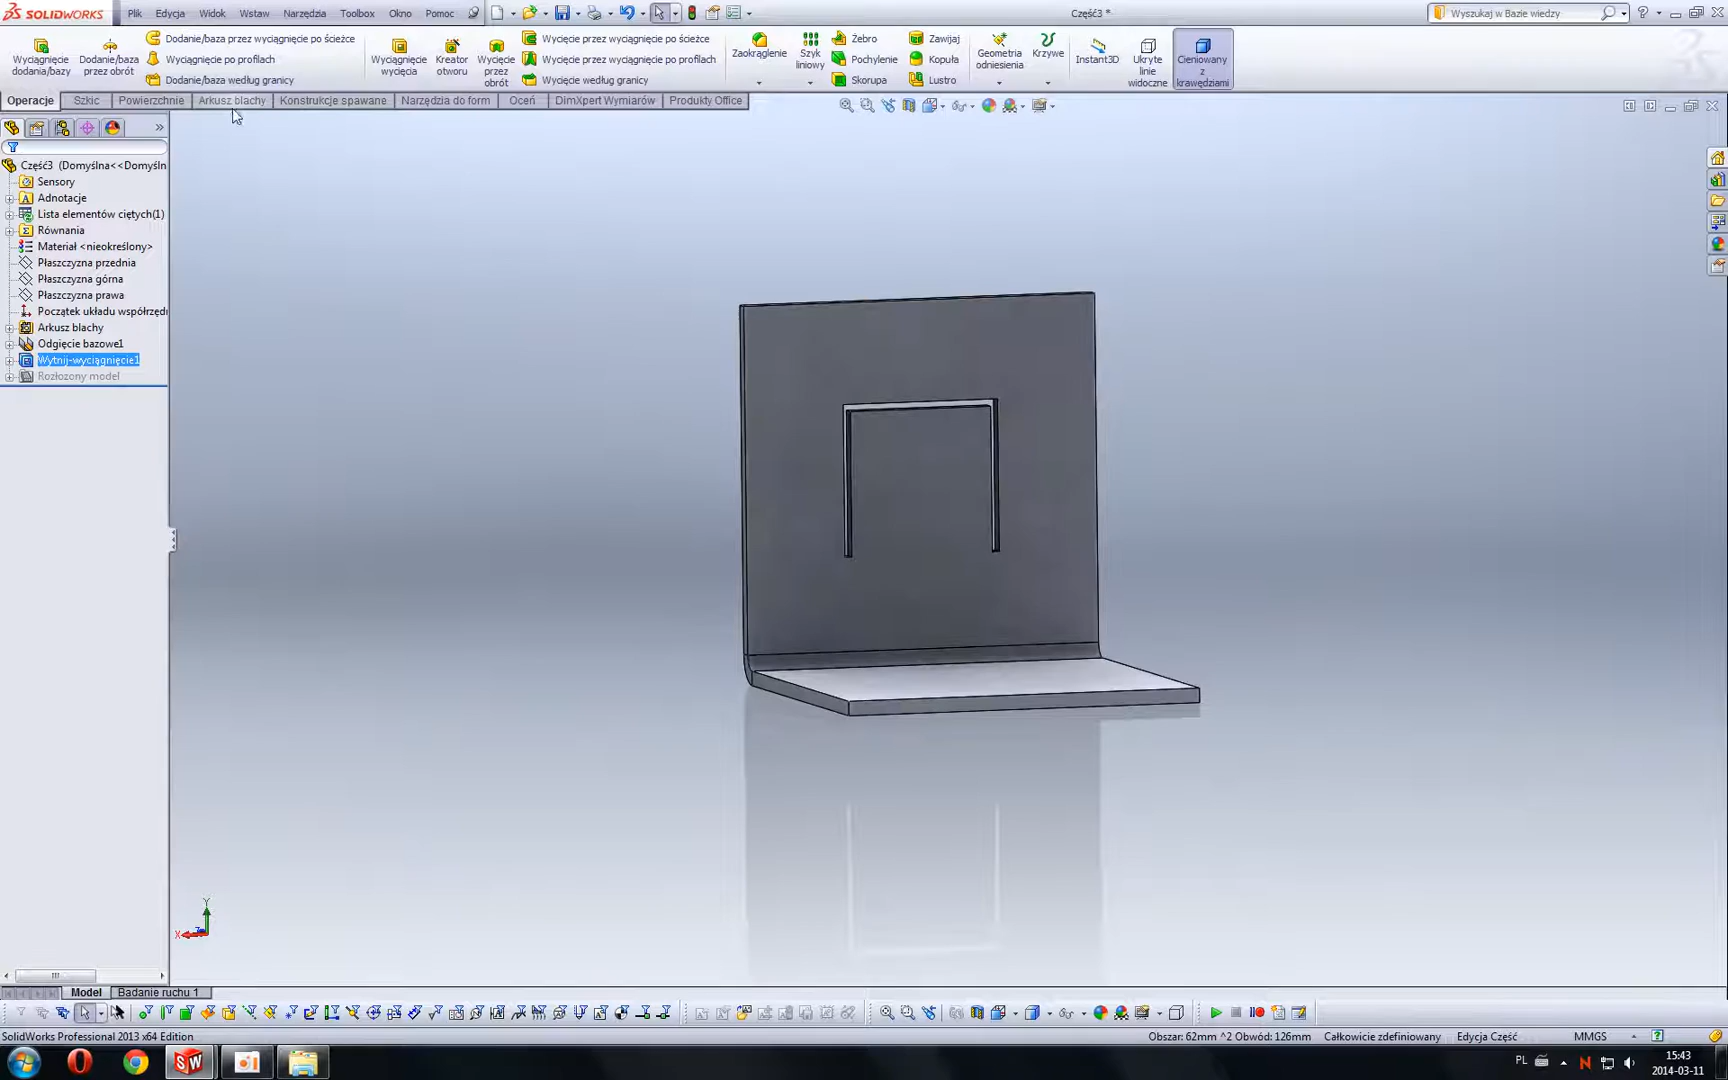 SOLIDWORKS
Plik Edycja Widok Wstaw Narzędzia Toolbox Okno Pomoc
Część3 *
Wyszukaj w Bazie wiedzy
Wyciągnięcie dodania/bazy
Dodanie/baza przez obrót
Dodanie/baza przez wyciągnięcie po ścieżce
Wyciągnięcie po profilach
Dodanie/baza według granicy
Wyciągnięcie wycięcia
Kreator otworu
Wycięcie przez obrót
Wycięcie przez wyciągnięcie po ścieżce
Wycięcie przez wyciągnięcie po profilach
Wycięcie według granicy
Zaokrąglenie
Szyk liniowy
Żebro
Pochylenie
Skorupa
Zawijaj
Kopuła
Lustro
Geometria odniesienia
Krzywe
Instant3D
Ukryte linie widoczne
Cieniowany z krawędziami
Operacje Szkic Powierzchnie Arkusz blachy Konstrukcje spawane Narzędzia do form Oceń DimXpert Wymiarów Produkty Office
Część3 (Domyślna<<Domyśln
Sensory
Adnotacje
Lista elementów ciętych(1)
Równania
Materiał <nieokreślony>
Płaszczyzna przednia
Płaszczyzna górna
Płaszczyzna prawa
Początek układu współrzędn
Arkusz blachy
Odgięcie bazowe1
Wytnij-wyciągnięcie1
Rozłożony model
Y
X
Z
Model Badanie ruchu 1
SolidWorks Professional 2013 x64 Edition
Obszar: 62mm ^2 Obwód: 126mm
Całkowicie zdefiniowany
Edycja Część
MMGS
PL
15:43
2014-03-11